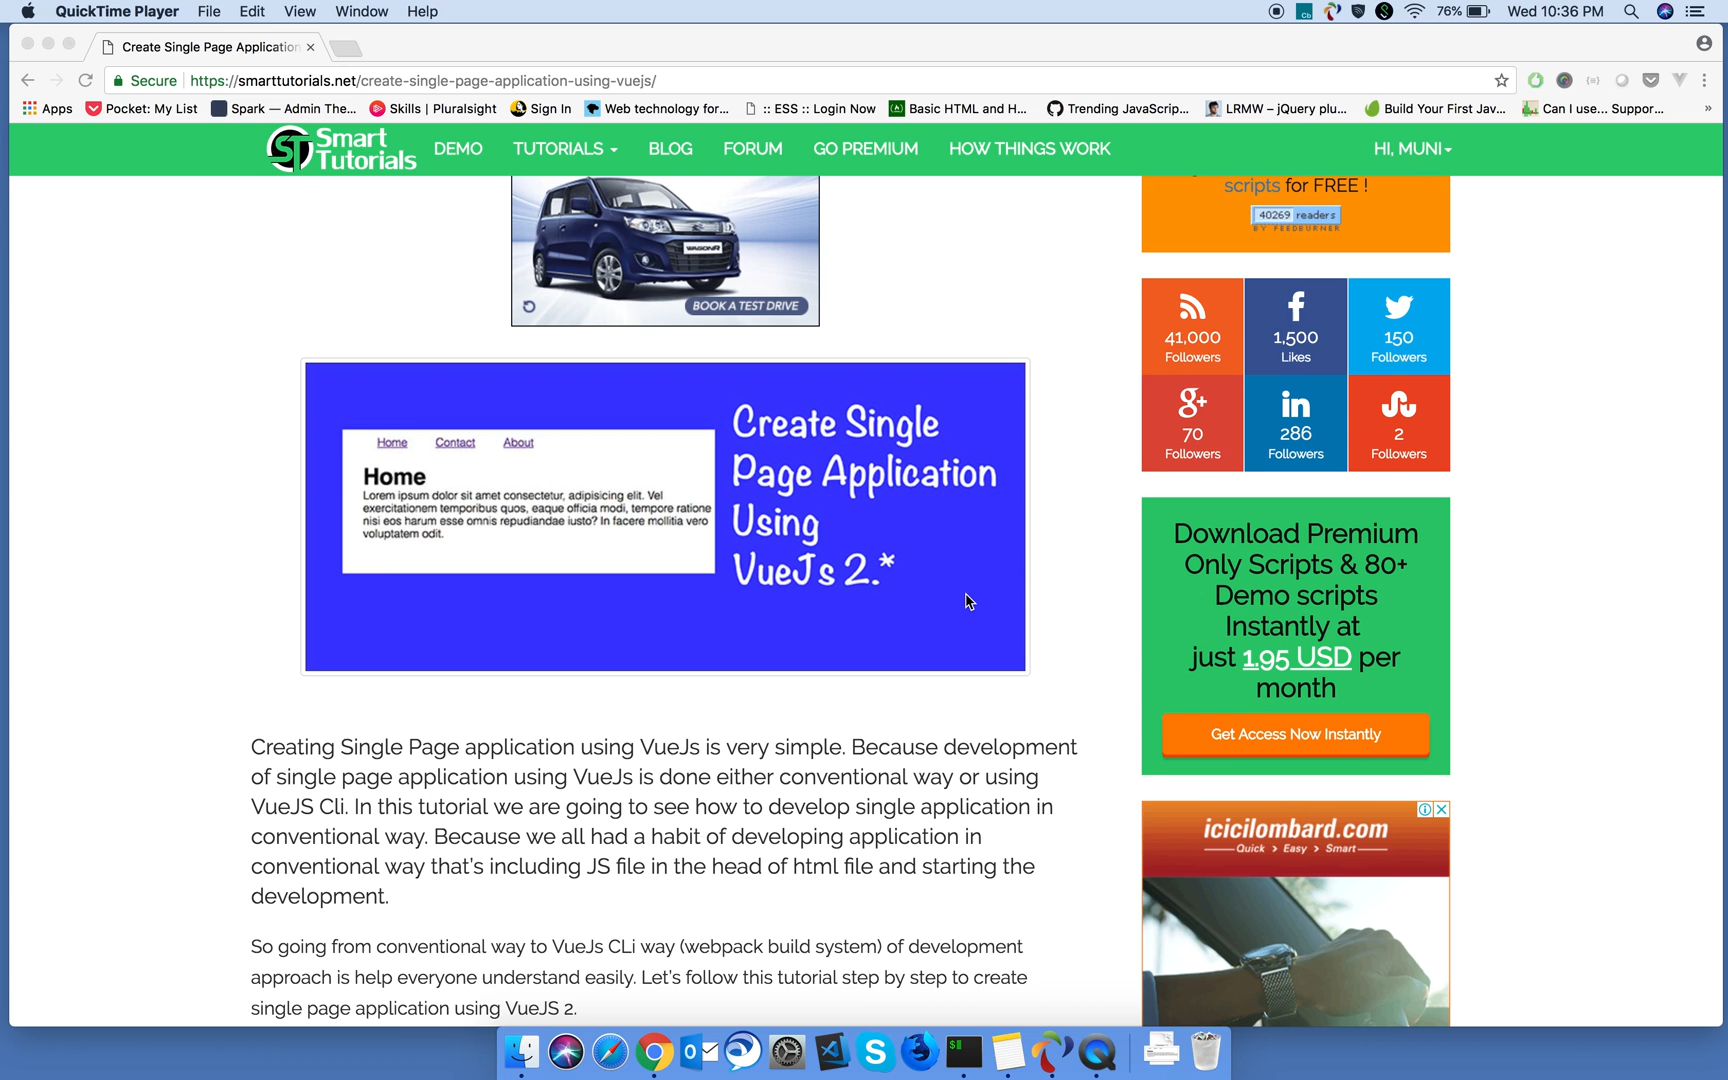 QuickTime Player File Edit View Window Help 76% Wed 10:36 PM
Create Single Page Application
Secure https://smarttutorials.net/create-single-page-application-using-vuejs/
Apps Pocket: My List Spark — Admin The... Skills | Pluralsight Sign In Web technology for... :: ESS :: Login Now Basic HTML and H... Trending JavaScrip... LRMW – jQuery plu... Build Your First Jav... Can I use... Suppor... »
ST Smart Tutorials DEMO TUTORIALS BLOG FORUM GO PREMIUM HOW THINGS WORK HI, MUNI
WAGONR
BOOK A TEST DRIVE
scripts for FREE !
40269 readers
BY FEEDBURNER
41,000 Followers
1,500 Likes
150 Followers
g+ 70 Followers
in 286 Followers
2 Followers
Home Contact About
Home
Lorem ipsum dolor sit amet consectetur, adipisicing elit. Vel
exercitationem temporibus quos, eaque officia modi, tempore ratione
nisi eos harum esse omnis repudiandae iusto? In facere mollitia vero
voluptatem odit.
Create Single
Page Application
Using
VueJs 2.*
Download Premium
Only Scripts & 80+
Demo scripts
Instantly at
just 1.95 USD per
month
Get Access Now Instantly
Creating Single Page application using VueJs is very simple. Because development
of single page application using VueJs is done either conventional way or using
VueJS Cli. In this tutorial we are going to see how to develop single application in
conventional way. Because we all had a habit of developing application in
conventional way that's including JS file in the head of html file and starting the
development.
So going from conventional way to VueJs CLi way (webpack build system) of development
approach is help everyone understand easily. Let's follow this tutorial step by step to create
single page application using VueJS 2.
icicilombard.com
Quick > Easy > Smart